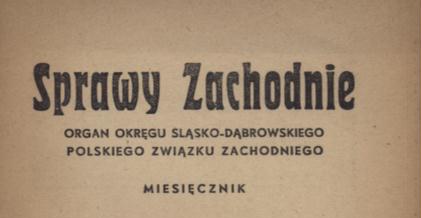 Sprawy Zachodnie
ORGAN OKRĘGU ŚLĄSKO-DĄBROWSKIEGO
POLSKIEGO ZWIĄZKU ZACHODNIEGO
MIESIĘCZNIK